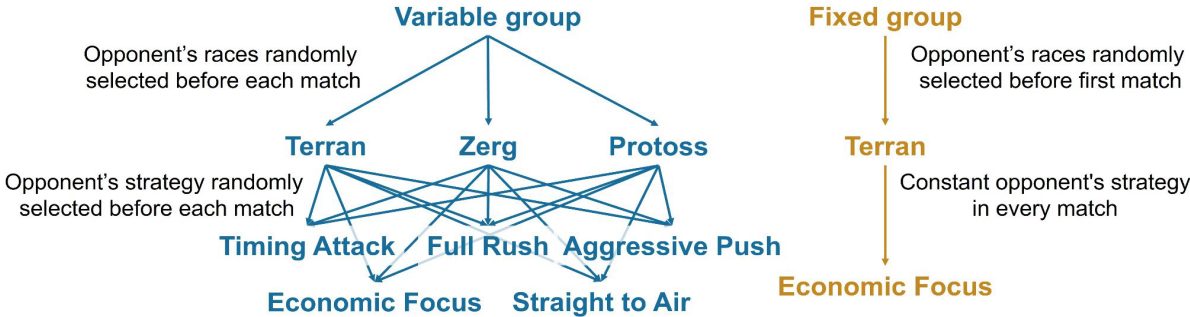 Variable group
Opponent's races randomly
selected before each match
Terran Zerg Protoss
Opponent's strategy randomly
selected before each match
Timing Attack Full Rush Aggressive Push
Economic Focus Straight to Air
Fixed group
Opponent's races randomly
selected before first match
Terran
Constant opponent's strategy
in every match
Economic Focus